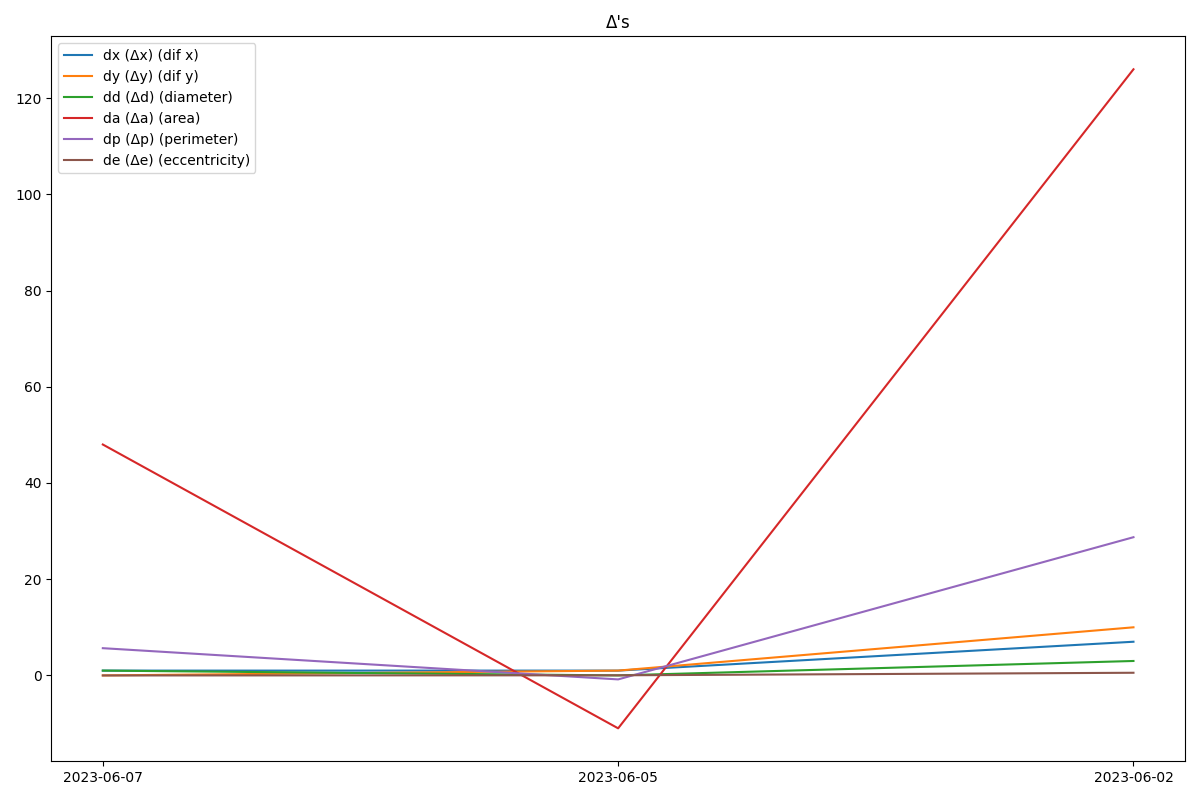 Δ's
dx (Δx) (dif x)
dy (Δy) (dif y)
dd (Δd) (diameter)
da (Δa) (area)
dp (Δp) (perimeter)
de (Δe) (eccentricity)
120
100
80
60
40
20
0
2023-06-07
2023-06-05
2023-06-02